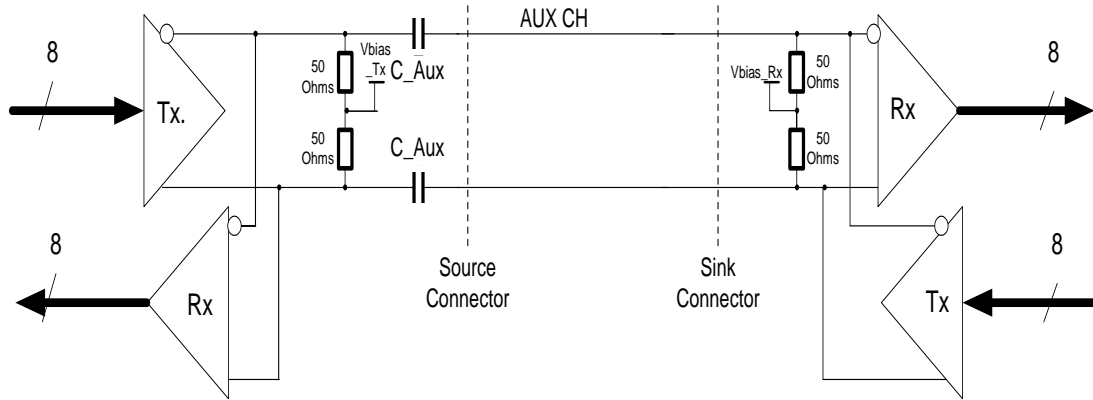 AUX CH
8
Tx.
50
Ohms
Vbias
_Tx
C_Aux
50
Ohms
C_Aux
Vbias_Rx
50
Ohms
50
Ohms
Rx
8
8
Rx
Source
Connector
Sink
Connector
Tx
8